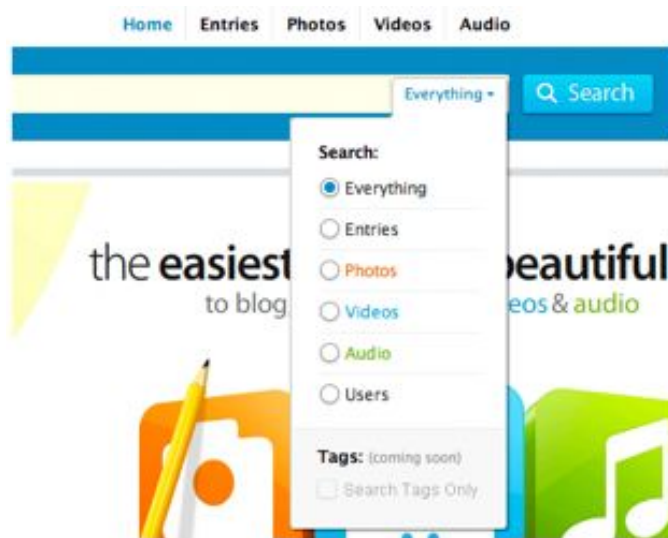 Home Entries Photos Videos Audio
Everything Search
Search:
Everything
Entries
Photos
Videos
Audio
Users
the easiest beautiful
to blog eos & audio
Tags: (coming soon)
Search Tags Only